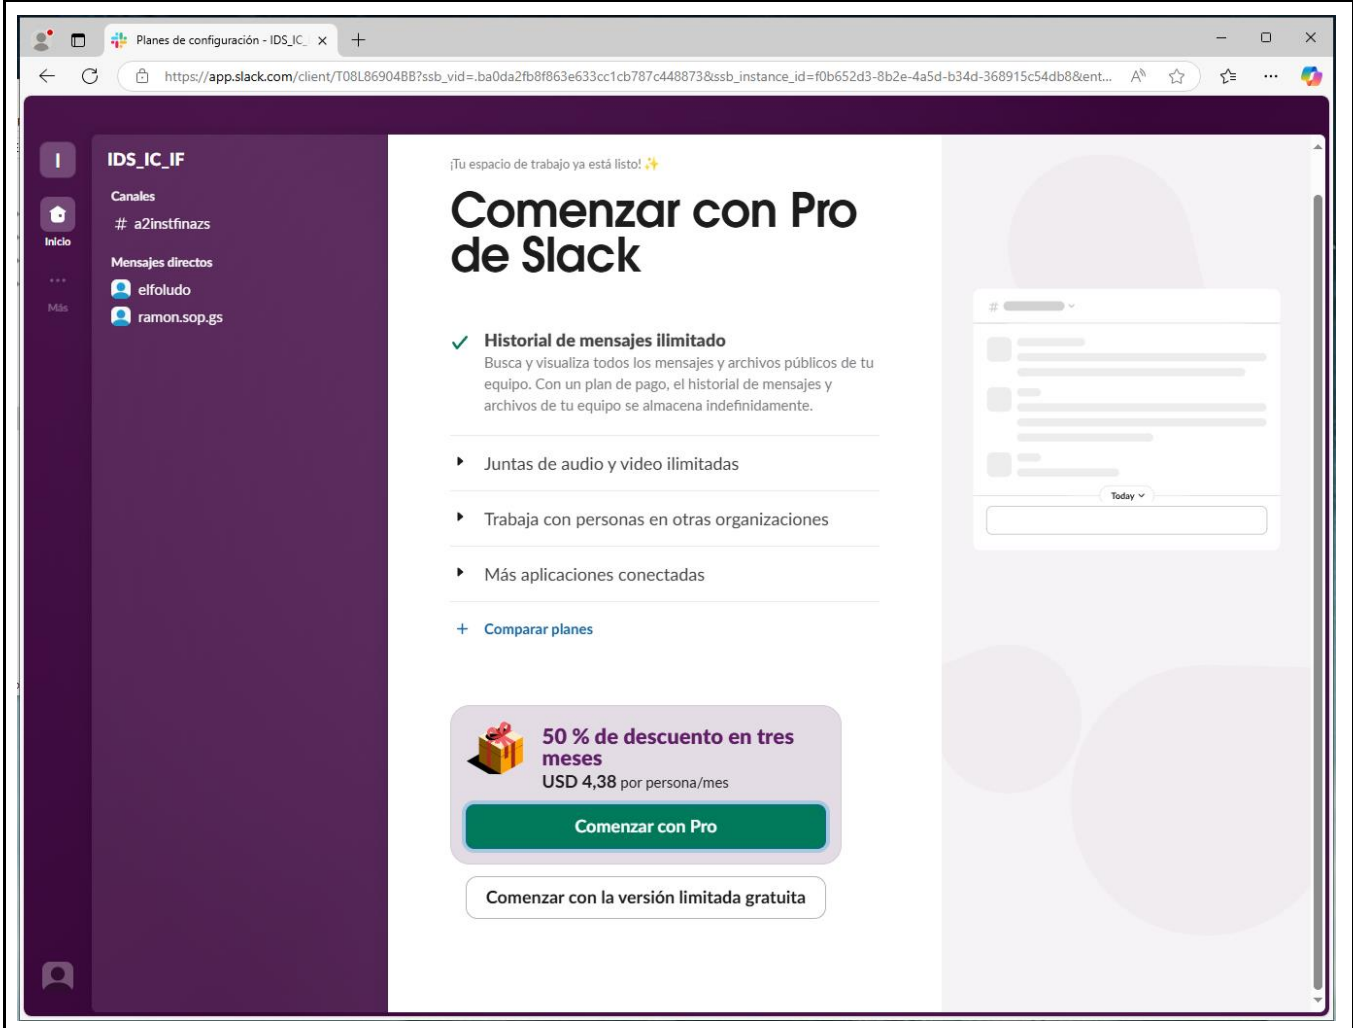 Planes de configuración - IDS_IC_
https://app.slack.com/client/T08L86904BB?ssb_vid=.ba0da2fb8f863e633cc1cb787c448873&ssb_instance_id=f0b652d3-8b2e-4a5d-b34d-368915c54db8&ent...
I
IDS_IC_IF
Canales
# a2instfinazs
Inicio
Mensajes directos
elfoludo
Más
ramon.sop.gs
¡Tu espacio de trabajo ya está listo! ✨
Comenzar con Pro
de Slack
Historial de mensajes ilimitado
Busca y visualiza todos los mensajes y archivos públicos de tu
equipo. Con un plan de pago, el historial de mensajes y
archivos de tu equipo se almacena indefinidamente.
Juntas de audio y video ilimitadas
Trabaja con personas en otras organizaciones
Más aplicaciones conectadas
+ Comparar planes
50 % de descuento en tres
meses
USD 4,38 por persona/mes
Comenzar con Pro
Comenzar con la versión limitada gratuita
#
Today